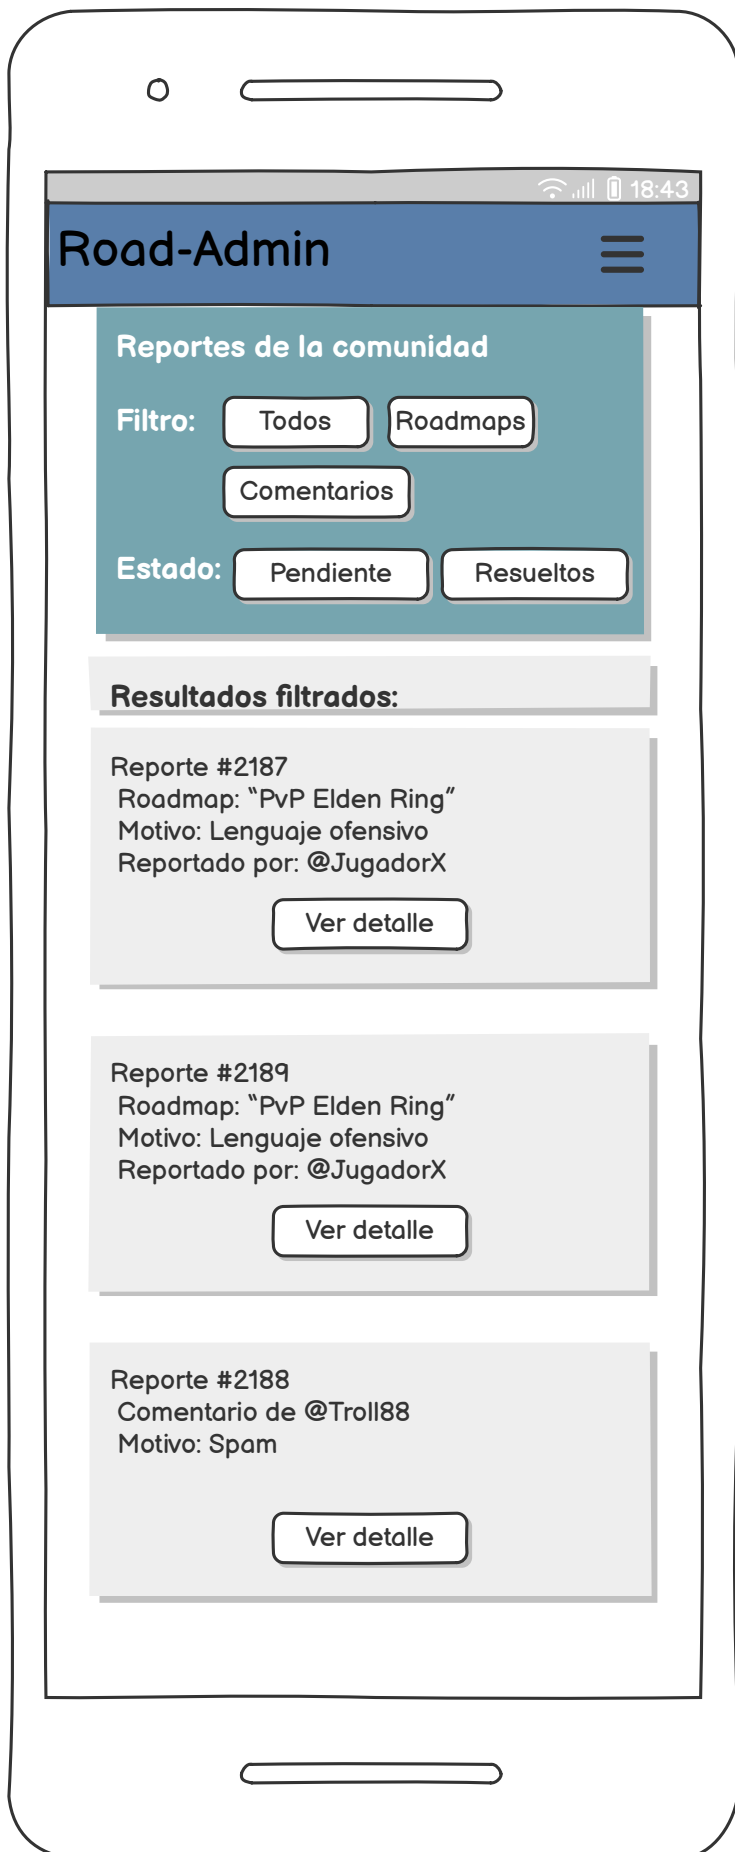 18:43
Road-Admin
Reportes de la comunidad
Filtro: Todos Roadmaps
Comentarios
Estado: Pendiente Resueltos
Resultados filtrados:
Reporte #2187
Roadmap: “PvP Elden Ring”
Motivo: Lenguaje ofensivo
Reportado por: @JugadorX
Ver detalle
Reporte #2189
Roadmap: “PvP Elden Ring”
Motivo: Lenguaje ofensivo
Reportado por: @JugadorX
Ver detalle
Reporte #2188
Comentario de @Troll88
Motivo: Spam
Ver detalle